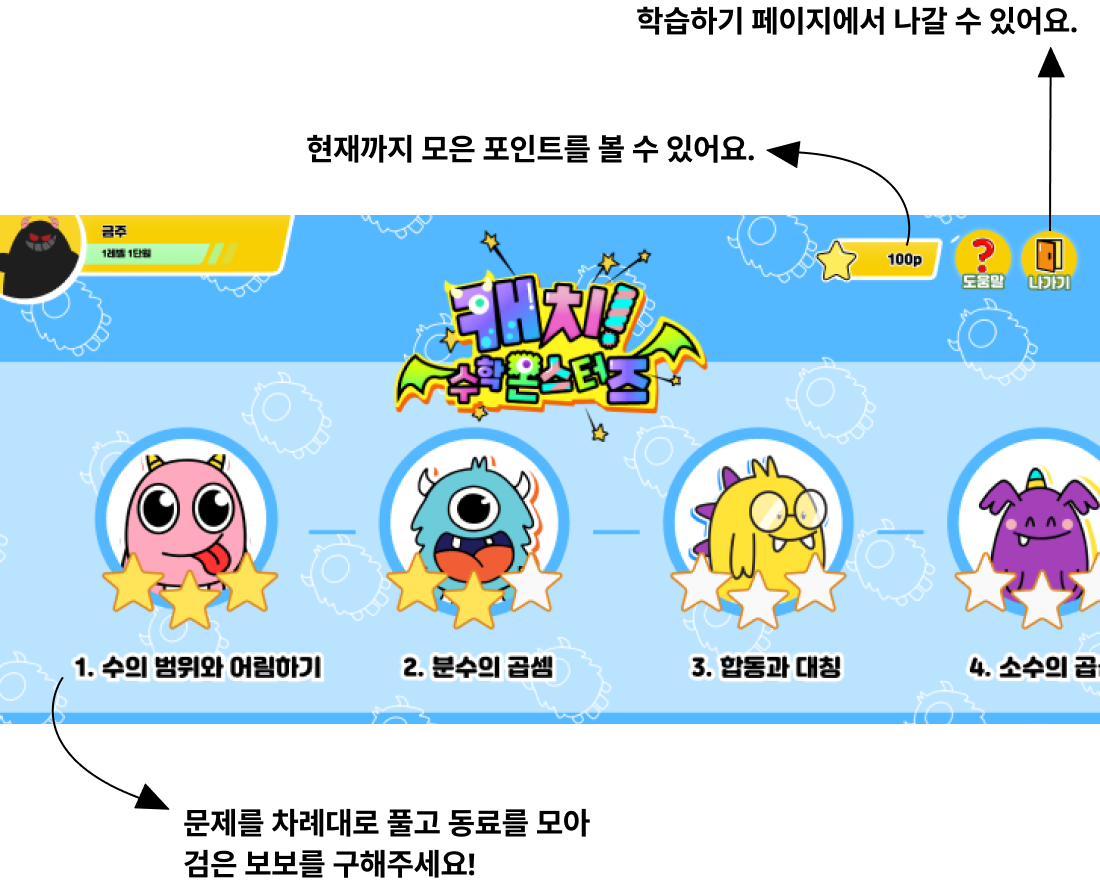 학습하기 페이지에서 나갈 수 있어요.
현재까지 모은 포인트를 볼 수 있어요.
금주
1레벨 1단원
100p
도움말
나가기
캐치!
수학몬스터즈
1. 수의 범위와 어림하기
2. 분수의 곱셈
3. 합동과 대칭
4. 소수의
문제를 차례대로 풀고 동료를 모아
검은 보보를 구해주세요!